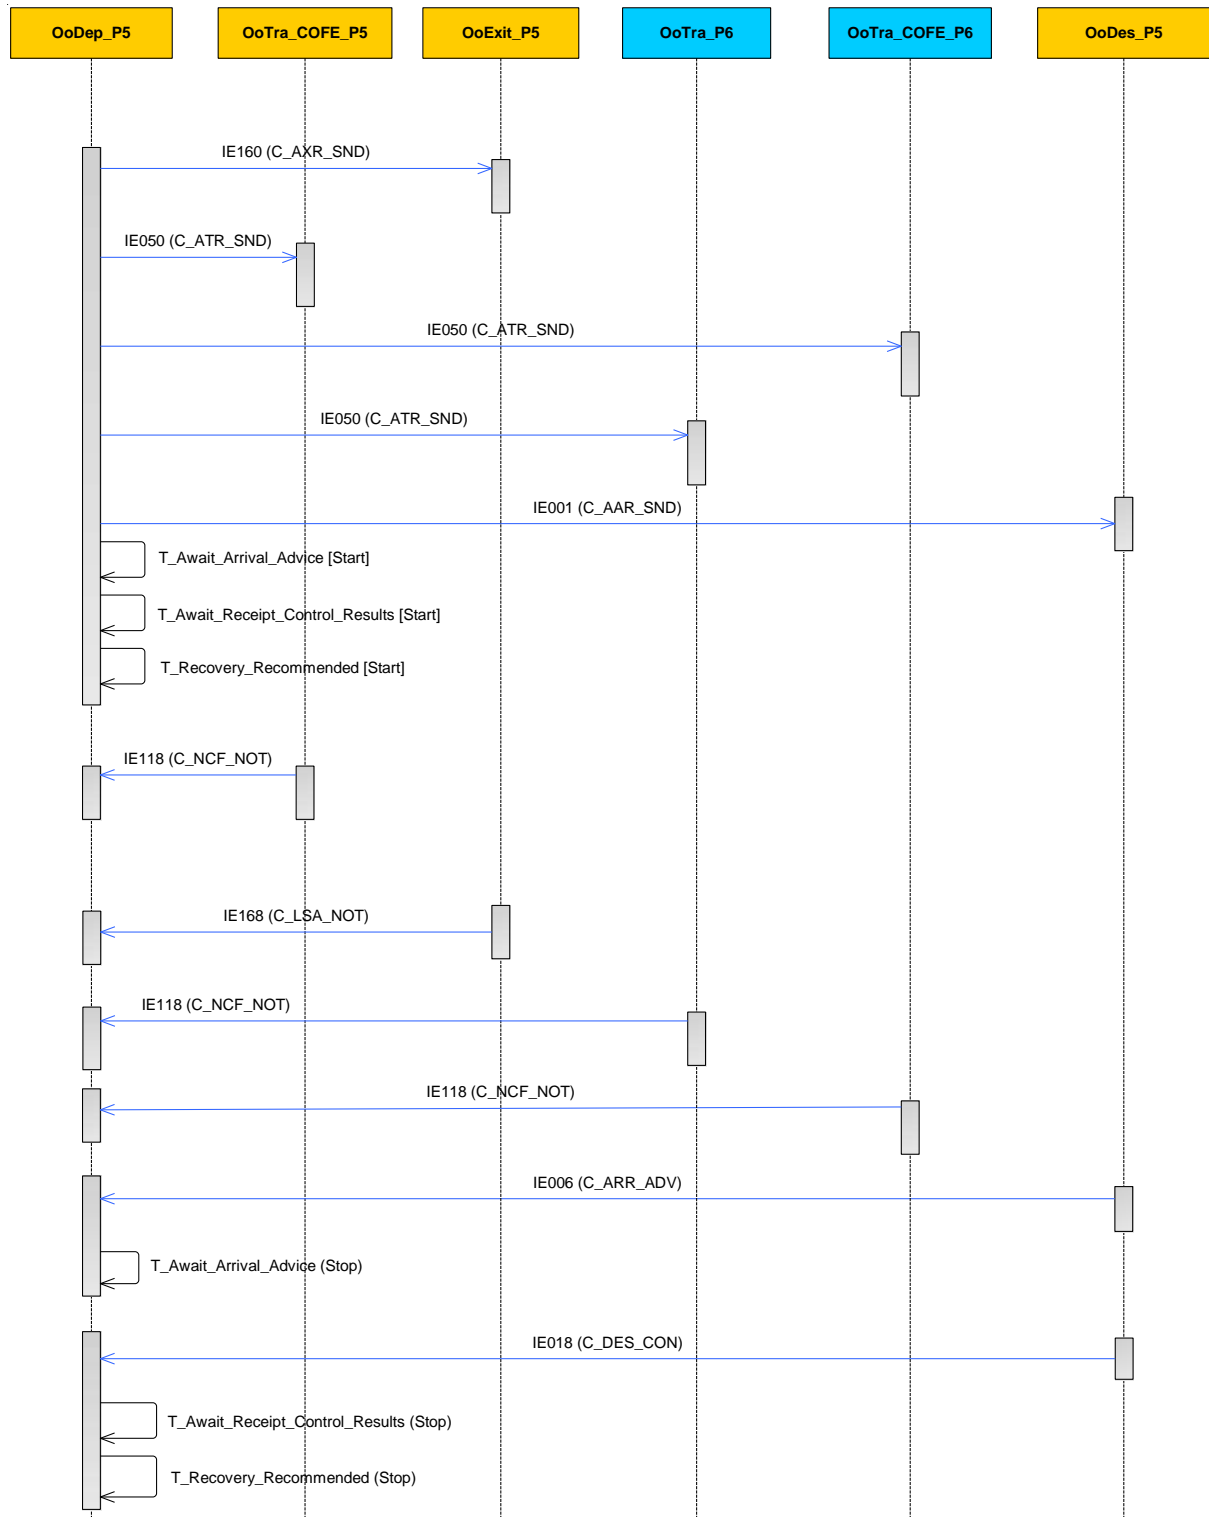 OoDep_P5
OoTra_COFE_P5
OoExit_P5
OoTra_P6
OoTra_COFE_P6
OoDes_P5
IE160 (C_AXR_SND)
IE050 (C_ATR_SND)
IE050 (C_ATR_SND)
IE050 (C_ATR_SND)
IE001 (C_AAR_SND)
T_Await_Arrival_Advice [Start]
T_Await_Receipt_Control_Results [Start]
T_Recovery_Recommended [Start]
IE118 (C_NCF_NOT)
IE168 (C_LSA_NOT)
IE118 (C_NCF_NOT)
IE118 (C_NCF_NOT)
IE006 (C_ARR_ADV)
T_Await_Arrival_Advice (Stop)
IE018 (C_DES_CON)
T_Await_Receipt_Control_Results (Stop)
T_Recovery_Recommended (Stop)